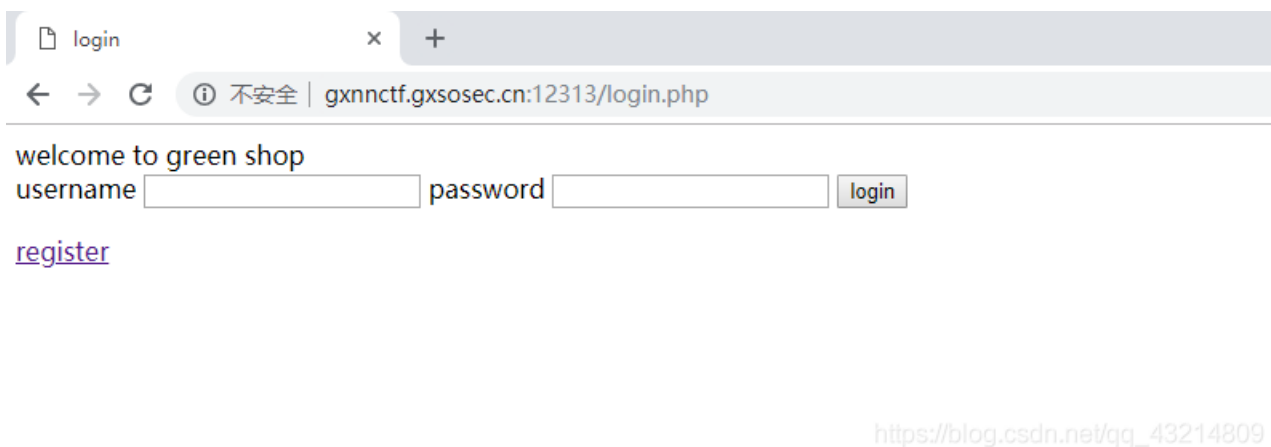 login
不安全 | gxnnctf.gxsosec.cn:12313/login.php
welcome to green shop
username password login
register
https://blog.csdn.net/qq_43214809